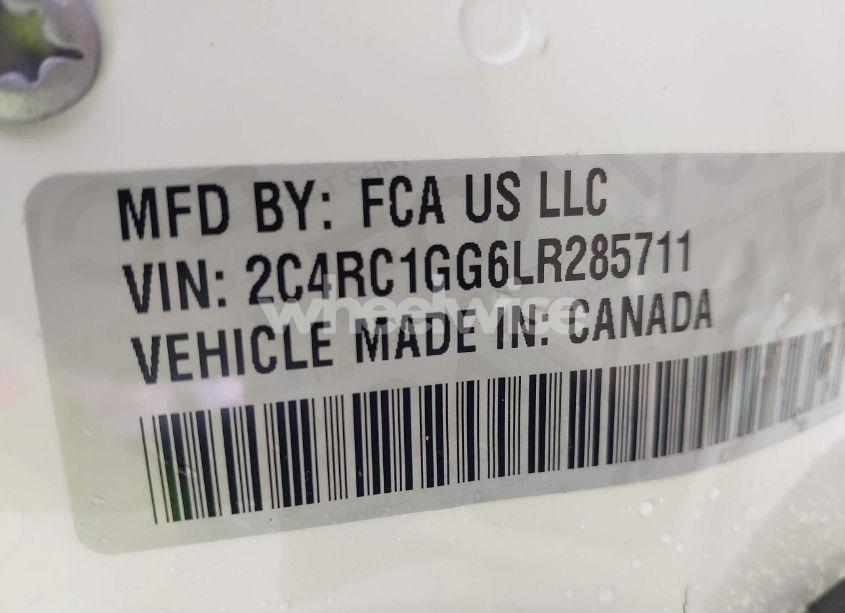 MFD BY: FCA US LLC
VIN: 2C4RC1GG6LR285711
wheelwise
VEHICLE MADE IN: CANADA